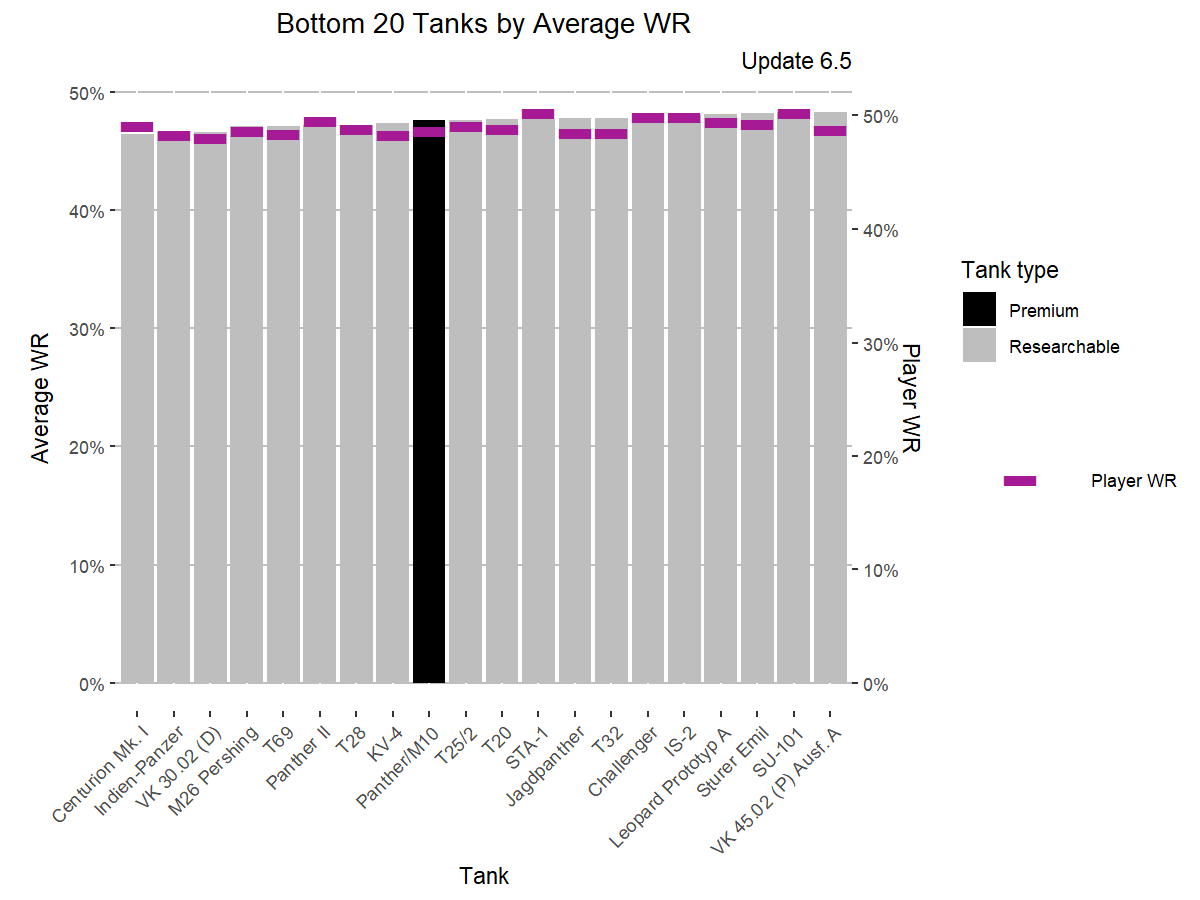 Bottom 20 Tanks by Average WR
Update 6.5
50%
40%
30%
20%
10%
0%
Average WR
50%
40%
30%
20%
10%
0%
Player WR
Centurion Mk. I
Indien-Panzer
VK 30.02 (D)
M26 Pershing
T69
Panther II
T28
KV-4
Panther/M10
T25/2
T20
STA-1
Jagdpanther
T32
Challenger
IS-2
Leopard Prototyp A
Sturer Emil
SU-101
VK 45.02 (P) Ausf. A
Tank
Tank type
Premium
Researchable
Player WR